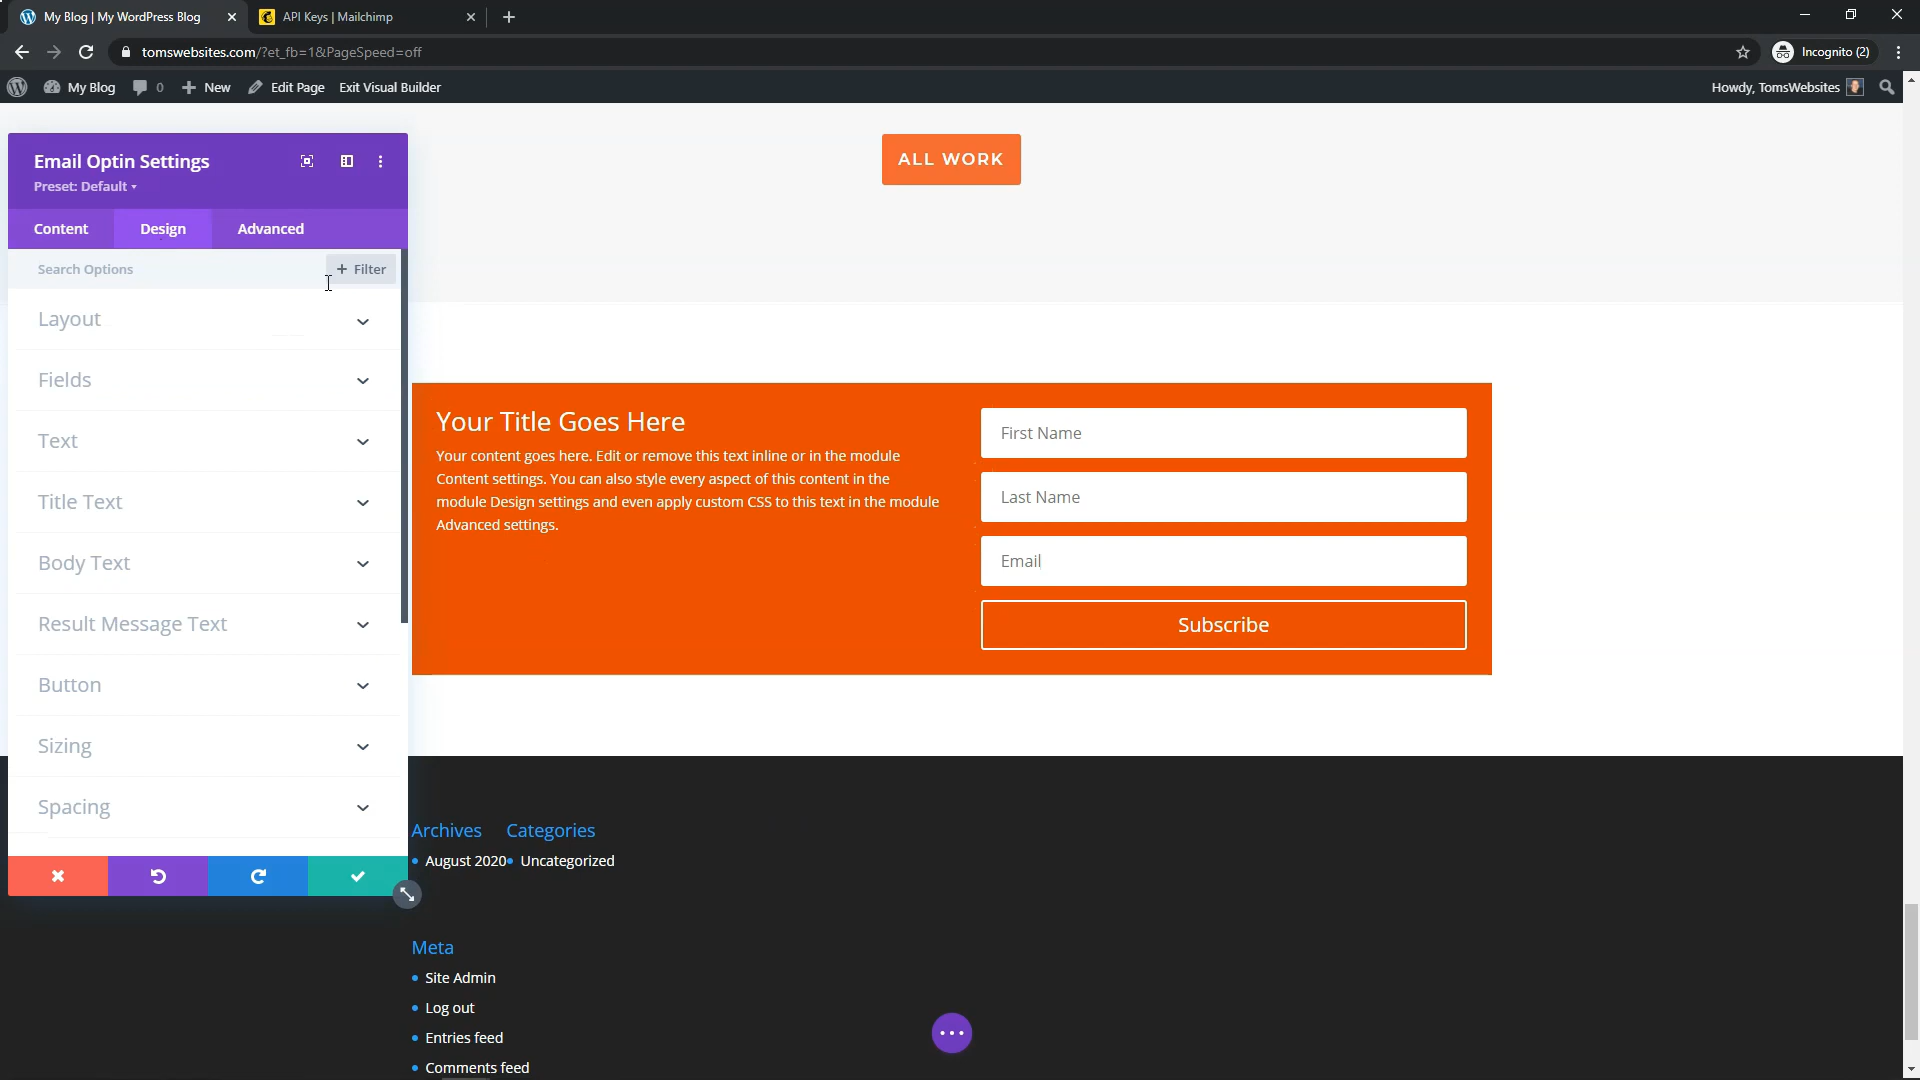 My Blog | My WordPress Blog
API Keys | Mailchimp
tomswebsites.com/?et_fb=1&PageSpeed=off
Incognito (2)
My Blog
0
New
Edit Page
Exit Visual Builder
Howdy, TomsWebsites
Email Optin Settings
Preset: Default
Content
Design
Advanced
Search Options
+ Filter
Layout
Fields
Text
Title Text
Body Text
Result Message Text
Button
Sizing
Spacing
ALL WORK
Your Title Goes Here
Your content goes here. Edit or remove this text inline or in the module
Content settings. You can also style every aspect of this content in the
module Design settings and even apply custom CSS to this text in the module
Advanced settings.
First Name
Last Name
Email
Subscribe
Archives
August 2020
Categories
Uncategorized
Meta
Site Admin
Log out
Entries feed
Comments feed